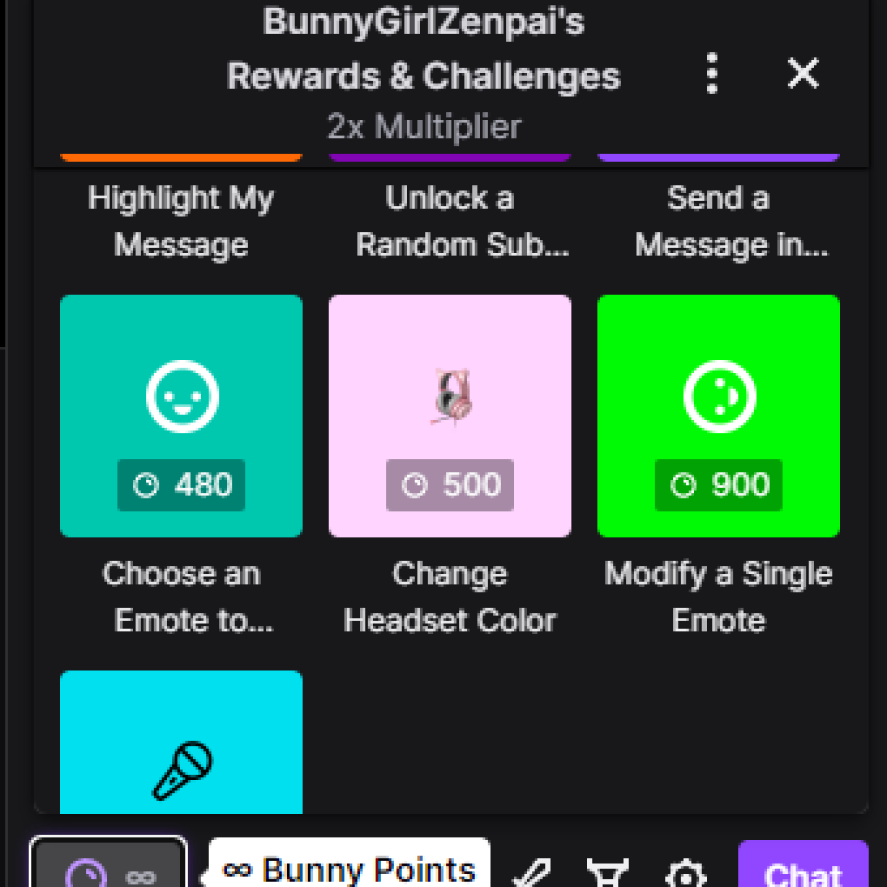 BunnyGirlZenpai's
Rewards & Challenges
2x Multiplier
Highlight My
Message
Unlock a
Random Sub...
Send a
Message in...
480
500
900
Choose an
Emote to...
Change
Headset Color
Modify a Single
Emote
∞
∞ Bunny Points
Chat